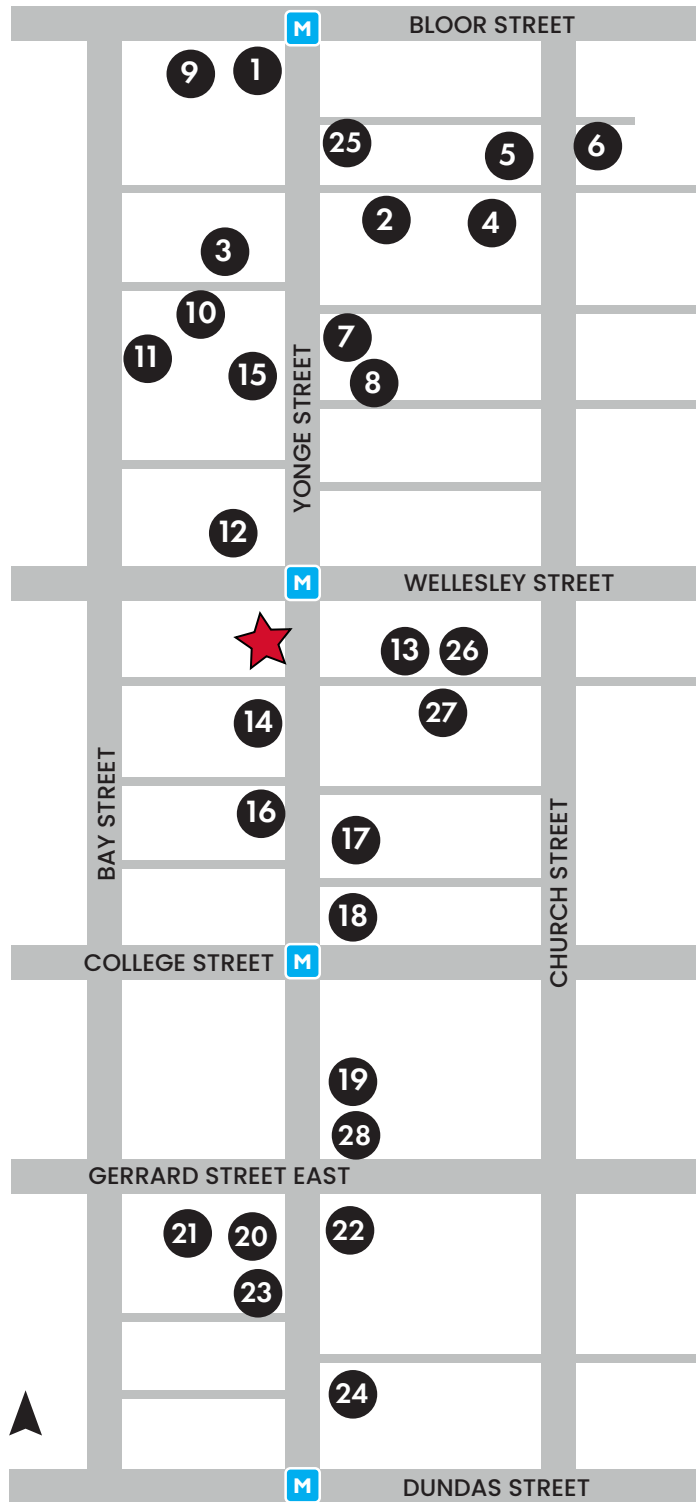 M
BLOOR STREET
9
1
25
5
6
2
4
3
10
7
11
15
8
YONGE STREET
12
M
WELLESLEY STREET
13
26
27
14
BAY STREET
16
17
CHURCH STREET
18
COLLEGE STREET
M
19
28
GERRARD STREET EAST
21
20
22
23
24
M
DUNDAS STREET